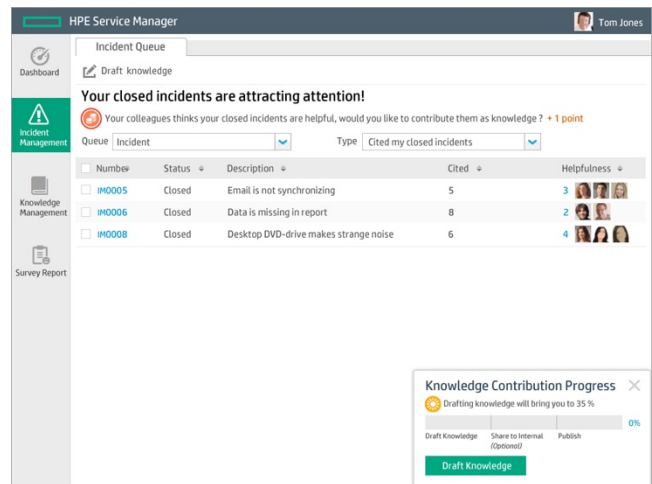 HPE Service Manager
Tom Jones
Dashboard
Incident
Management
Knowledge
Management
Survey Report
Incident Queue
Draft knowledge
Your closed incidents are attracting attention!
Your colleagues thinks your closed incidents are helpful, would you like to contribute them as knowledge ? + 1 point
Queue Incident Type Cited my closed incidents
Number Status Description Cited Helpfulness
IM0005 Closed Email is not synchronizing 5 3
IM0006 Closed Data is missing in report 8 2
IM0008 Closed Desktop DVD-drive makes strange noise 6 4
Knowledge Contribution Progress
Drafting knowledge will bring you to 35 %
0%
Draft Knowledge Share to Internal Publish
(Optional)
Draft Knowledge